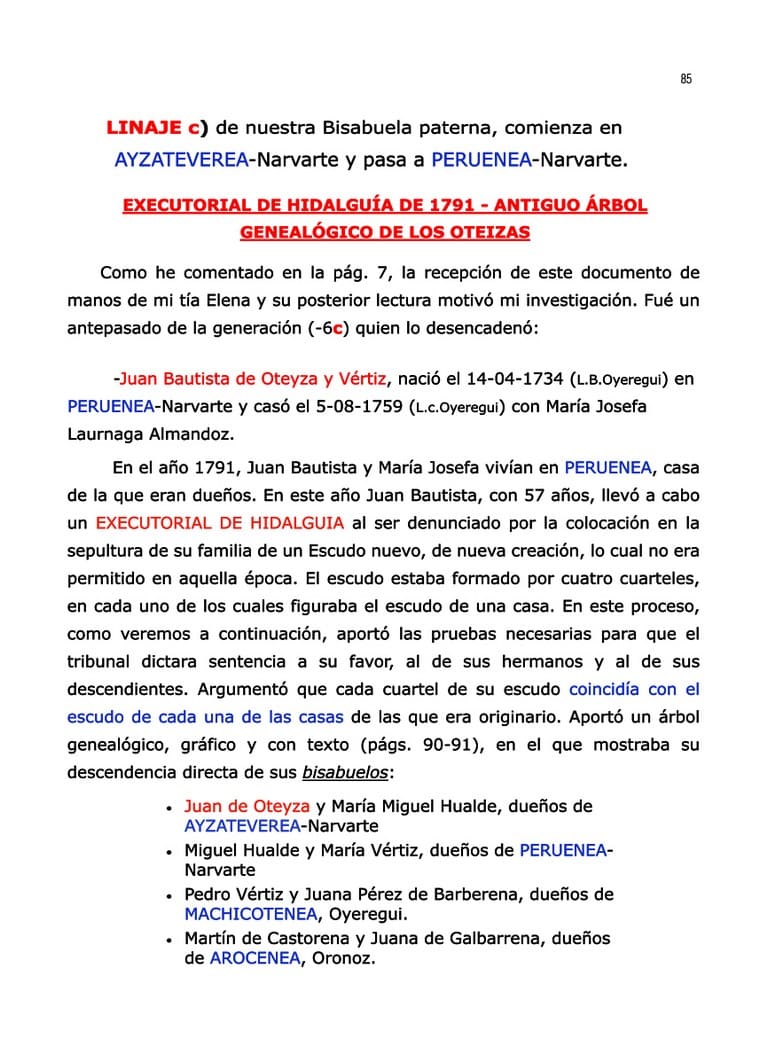 85
LINAJE c) de nuestra Bisabuela paterna, comienza en
AYZATEVEREA-Narvarte y pasa a PERUENEA-Narvarte.
EXECUTORIAL DE HIDALGUÍA DE 1791 - ANTIGUO ÁRBOL
GENEALÓGICO DE LOS OTEIZAS
Como he comentado en la pág. 7, la recepción de este documento de
manos de mi tía Elena y su posterior lectura motivó mi investigación. Fué un
antepasado de la generación (-6c) quien lo desencadenó:
-Juan Bautista de Oteyza y Vértiz, nació el 14-04-1734 (L.B.Oyeregui) en
PERUENEA-Narvarte y casó el 5-08-1759 (L.c.Oyeregui) con María Josefa
Laurnaga Almandoz.
En el año 1791, Juan Bautista y María Josefa vivían en PERUENEA, casa
de la que eran dueños. En este año Juan Bautista, con 57 años, llevó a cabo
un EXECUTORIAL DE HIDALGUIA al ser denunciado por la colocación en la
sepultura de su familia de un Escudo nuevo, de nueva creación, lo cual no era
permitido en aquella época. El escudo estaba formado por cuatro cuarteles,
en cada uno de los cuales figuraba el escudo de una casa. En este proceso,
como veremos a continuación, aportó las pruebas necesarias para que el
tribunal dictara sentencia a su favor, al de sus hermanos y al de sus
descendientes. Argumentó que cada cuartel de su escudo coincidía con el
escudo de cada una de las casas de las que era originario. Aportó un árbol
genealógico, gráfico y con texto (págs. 90-91), en el que mostraba su
descendencia directa de sus bisabuelos:
• Juan de Oteyza y María Miguel Hualde, dueños de
AYZATEVEREA-Narvarte
• Miguel Hualde y María Vértiz, dueños de PERUENEA-
Narvarte
• Pedro Vértiz y Juana Pérez de Barberena, dueños de
MACHICOTENEA, Oyeregui.
• Martín de Castorena y Juana de Galbarrena, dueños
de AROCENEA, Oronoz.